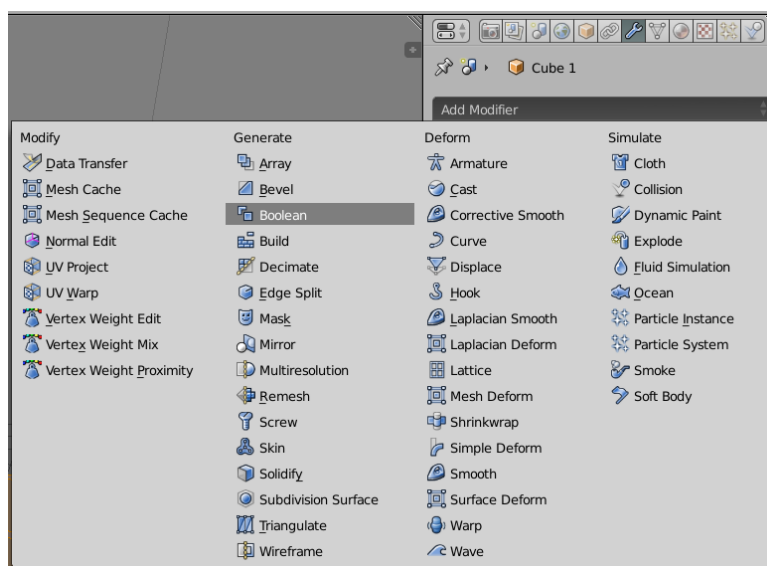 Cube 1
Add Modifier
Modify
Data Transfer
Mesh Cache
Mesh Sequence Cache
Normal Edit
UV Project
UV Warp
Vertex Weight Edit
Vertex Weight Mix
Vertex Weight Proximity
Generate
Array
Bevel
Boolean
Build
Decimate
Edge Split
Mask
Mirror
Multiresolution
Remesh
Screw
Skin
Solidify
Subdivision Surface
Triangulate
Wireframe
Deform
Armature
Cast
Corrective Smooth
Curve
Displace
Hook
Laplacian Smooth
Laplacian Deform
Lattice
Mesh Deform
Shrinkwrap
Simple Deform
Smooth
Surface Deform
Warp
Wave
Simulate
Cloth
Collision
Dynamic Paint
Explode
Fluid Simulation
Ocean
Particle Instance
Particle System
Smoke
Soft Body